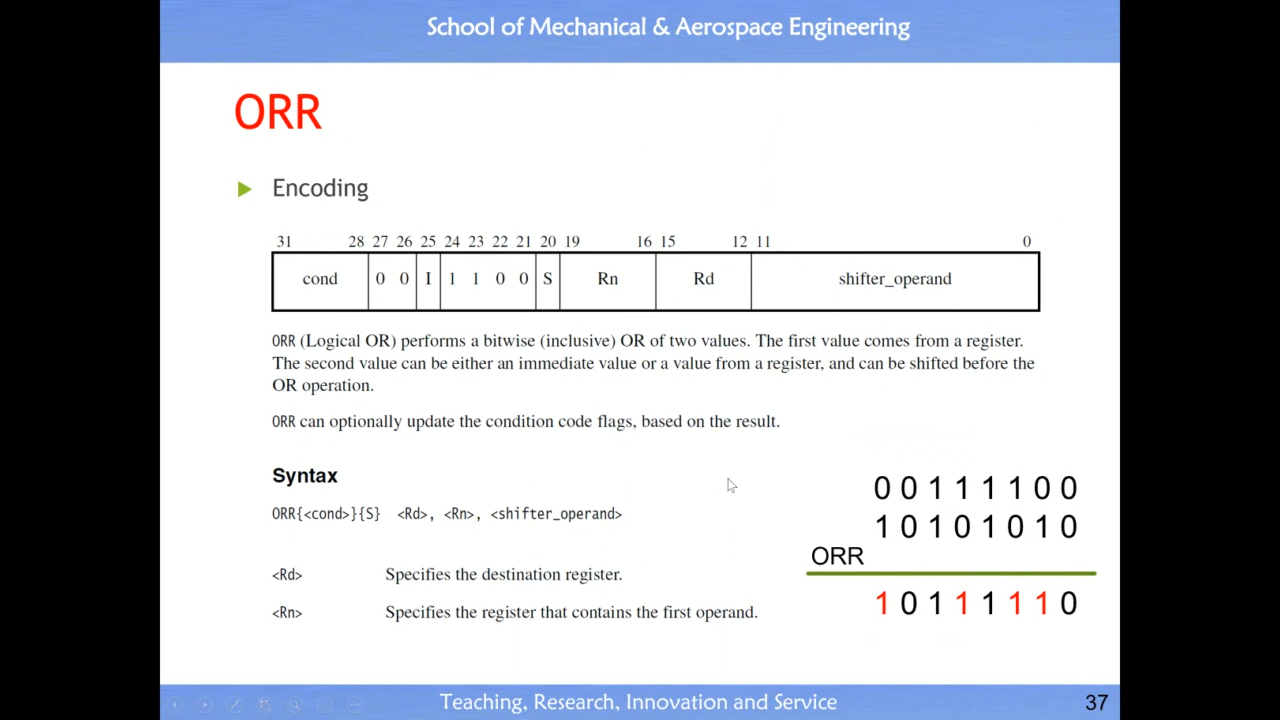 School of Mechanical & Aerospace Engineering
ORR
Encoding
31 28 27 26 25 24 23 22 21 20 19 16 15 12 11 0
cond 0 0 I 1 1 0 0 S Rn Rd shifter_operand
ORR (Logical OR) performs a bitwise (inclusive) OR of two values. The first value comes from a register.
The second value can be either an immediate value or a value from a register, and can be shifted before the
OR operation.
ORR can optionally update the condition code flags, based on the result.
Syntax
ORR{<cond>}{S} <Rd>, <Rn>, <shifter_operand>
<Rd> Specifies the destination register.
<Rn> Specifies the register that contains the first operand.
0 0 1 1 1 1 0 0
1 0 1 0 1 0 1 0
ORR
1 0 1 1 1 1 1 0
Teaching, Research, Innovation and Service
37